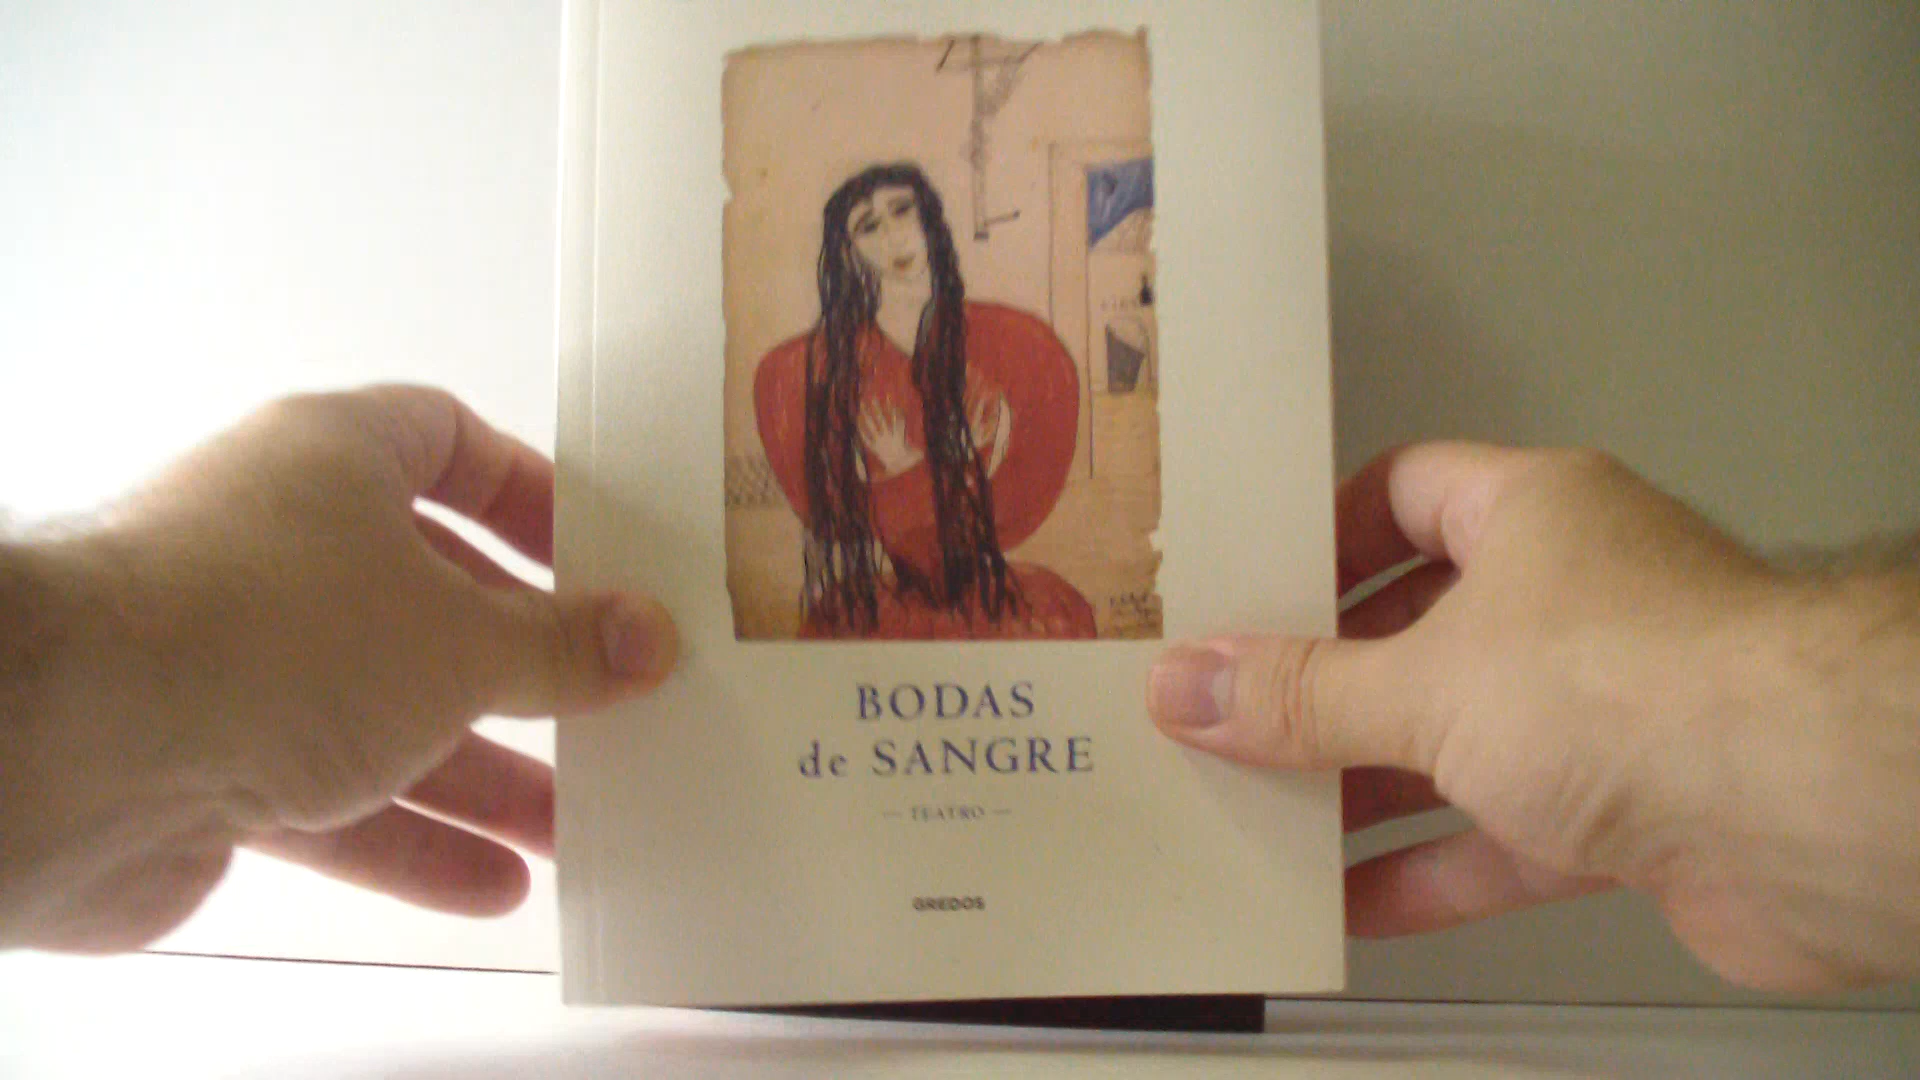 BODAS
de SANGRE
— TEATRO —
GREDOS